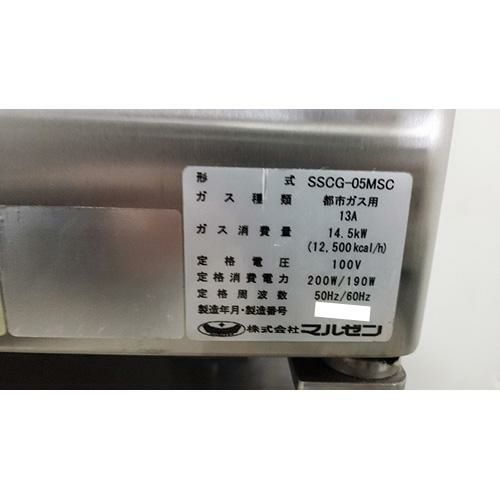 形 式 SSCG-05MSC
ガス種類 都市ガス用
13A
ガス消費量 14.5kW
(12,500kcal/h)
定格電圧 100V
定格消費電力 200W/190W
定格周波数 50Hz/60Hz
製造年月・製造番号
株式会社マルゼン